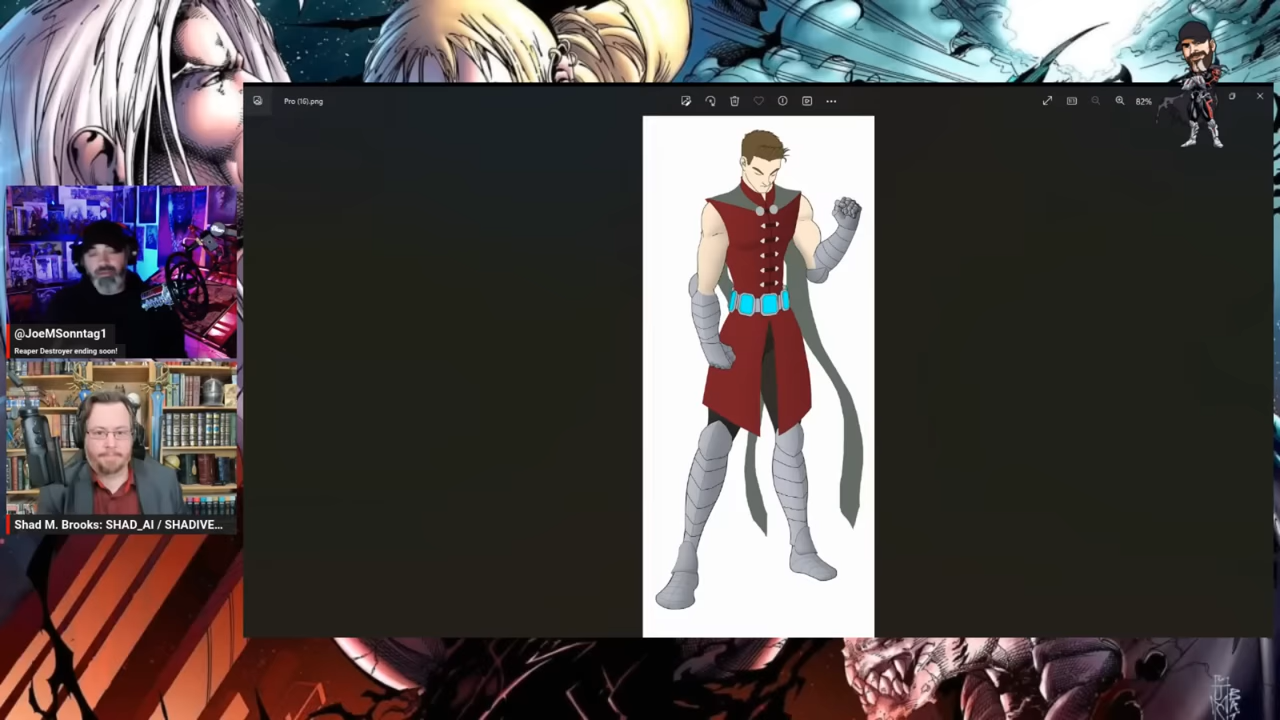 Pro (16).png
82%
@JoeMSonntag1
Reaper Destroyer ending soon!
Shad M. Brooks: SHAD_AI / SHADIVE...